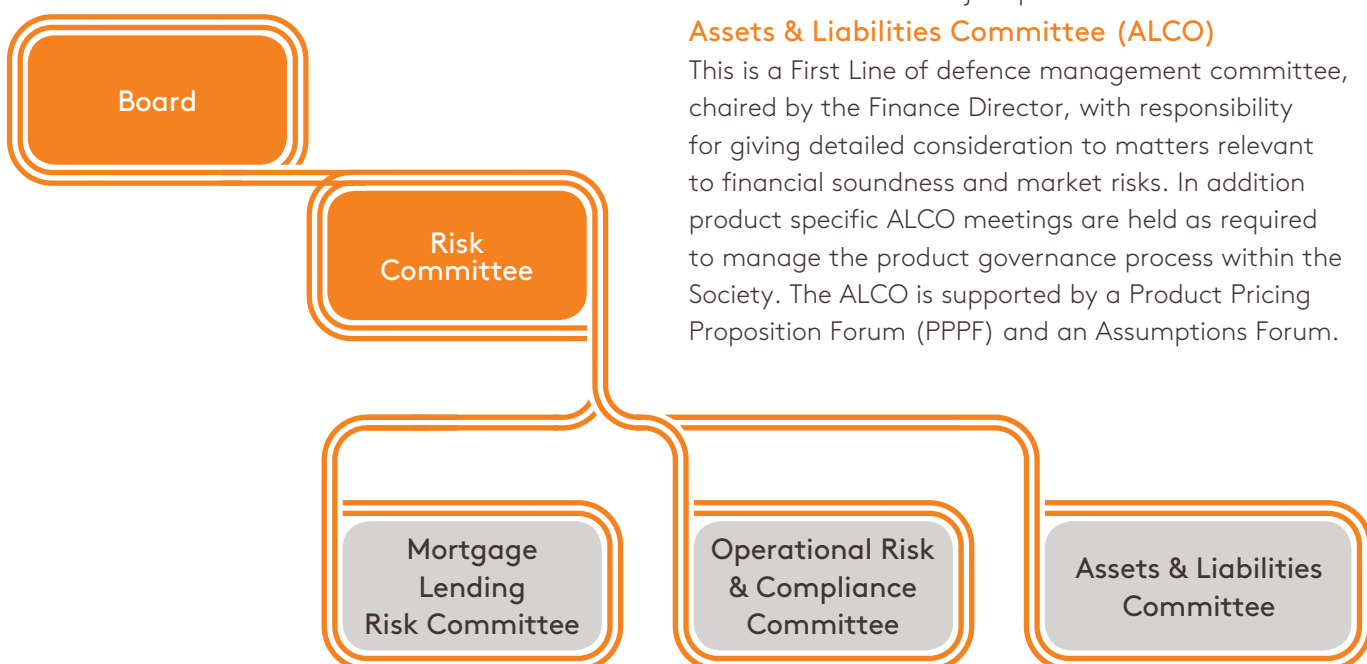 Assets & Liabilities Committee (ALCO)
This is a First Line of defence management committee,
chaired by the Finance Director, with responsibility
for giving detailed consideration to matters relevant
to financial soundness and market risks. In addition
product specific ALCO meetings are held as required
to manage the product governance process within the
Society. The ALCO is supported by a Product Pricing
Proposition Forum (PPPF) and an Assumptions Forum.
Board
Risk
Committee
Mortgage
Lending
Risk Committee
Operational Risk
& Compliance
Committee
Assets & Liabilities
Committee